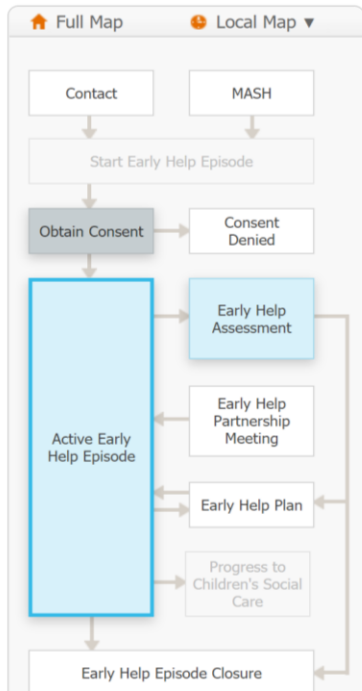 Full Map
Local Map ▼
Contact
MASH
Start Early Help Episode
Obtain Consent
Consent
Denied
Early Help
Assessment
Active Early
Help Episode
Early Help
Partnership
Meeting
Early Help Plan
Progress to
Children's Social
Care
Early Help Episode Closure